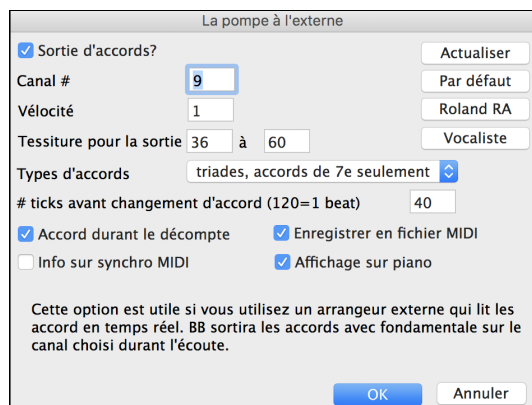 La pompe à l'externe
Sortie d'accords?
Actualiser
Canal # 9
Par défaut
Vélocité 1
Roland RA
Tessiture pour la sortie 36 à 60
Vocaliste
Types d'accords triades, accords de 7e seulement
# ticks avant changement d'accord (120=1 beat) 40
Accord durant le décompte
Enregistrer en fichier MIDI
Info sur synchro MIDI
Affichage sur piano
Cette option est utile si vous utilisez un arrangeur externe qui lit les
accord en temps réel. BB sortira les accords avec fondamentale sur le
canal choisi durant l'écoute.
OK
Annuler